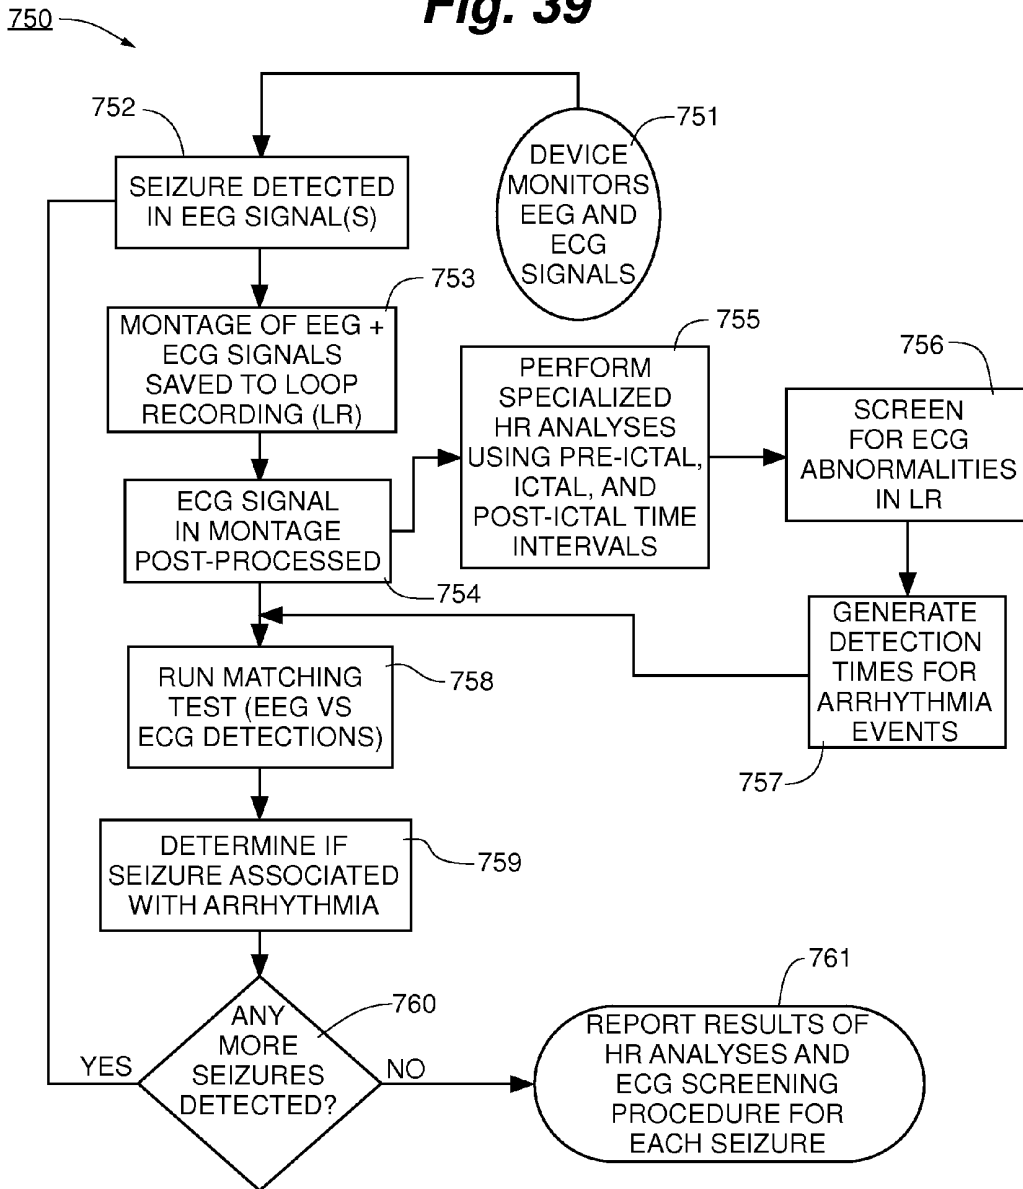 Fig. 39
750
752
751
DEVICE
MONITORS
EEG AND
ECG
SIGNALS
SEIZURE DETECTED
IN EEG SIGNAL(S)
753
MONTAGE OF EEG +
ECG SIGNALS
SAVED TO LOOP
RECORDING (LR)
755
PERFORM
SPECIALIZED
HR ANALYSES
USING PRE-ICTAL,
ICTAL, AND
POST-ICTAL TIME
INTERVALS
756
SCREEN
FOR ECG
ABNORMALITIES
IN LR
ECG SIGNAL
IN MONTAGE
POST-PROCESSED
754
GENERATE
DETECTION
TIMES FOR
ARRHYTHMIA
EVENTS
757
RUN MATCHING
TEST (EEG VS
ECG DETECTIONS)
758
DETERMINE IF
SEIZURE ASSOCIATED
WITH ARRHYTHMIA
759
ANY
MORE
SEIZURES
DETECTED?
760
YES
NO
761
REPORT RESULTS OF
HR ANALYSES AND
ECG SCREENING
PROCEDURE FOR
EACH SEIZURE